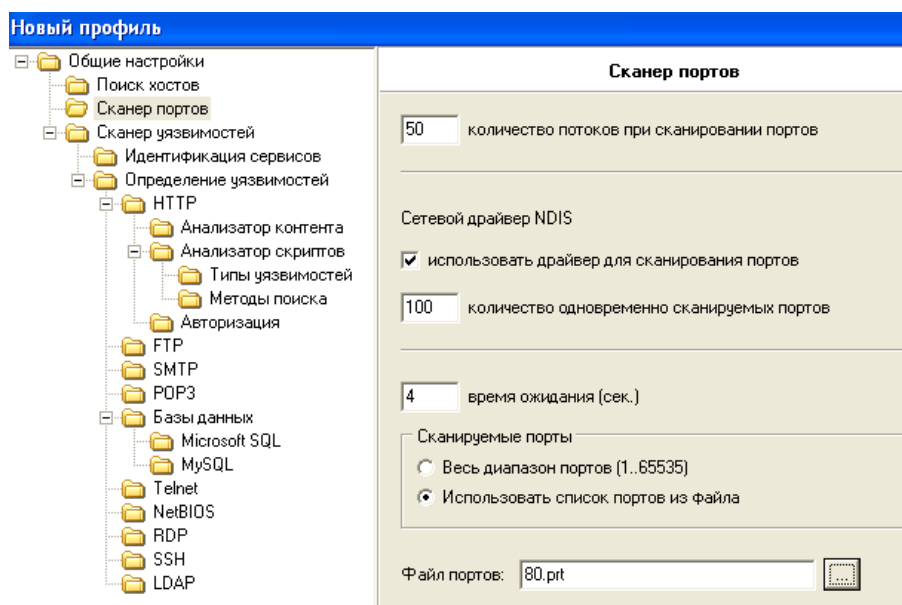 Новый профиль
Общие настройки
Поиск хостов
Сканер портов
Сканер уязвимостей
Идентификация сервисов
Определение уязвимостей
HTTP
Анализатор контента
Анализатор скриптов
Типы уязвимостей
Методы поиска
Авторизация
FTP
SMTP
POP3
Базы данных
Microsoft SQL
MySQL
Telnet
NetBIOS
RDP
SSH
LDAP
Сканер портов
50 количество потоков при сканировании портов
Сетевой драйвер NDIS
использовать драйвер для сканирования портов
100 количество одновременно сканируемых портов
4 время ожидания (сек.)
Сканируемые порты
Весь диапазон портов (1..65535)
Использовать список портов из файла
Файл портов: 80.prt ...